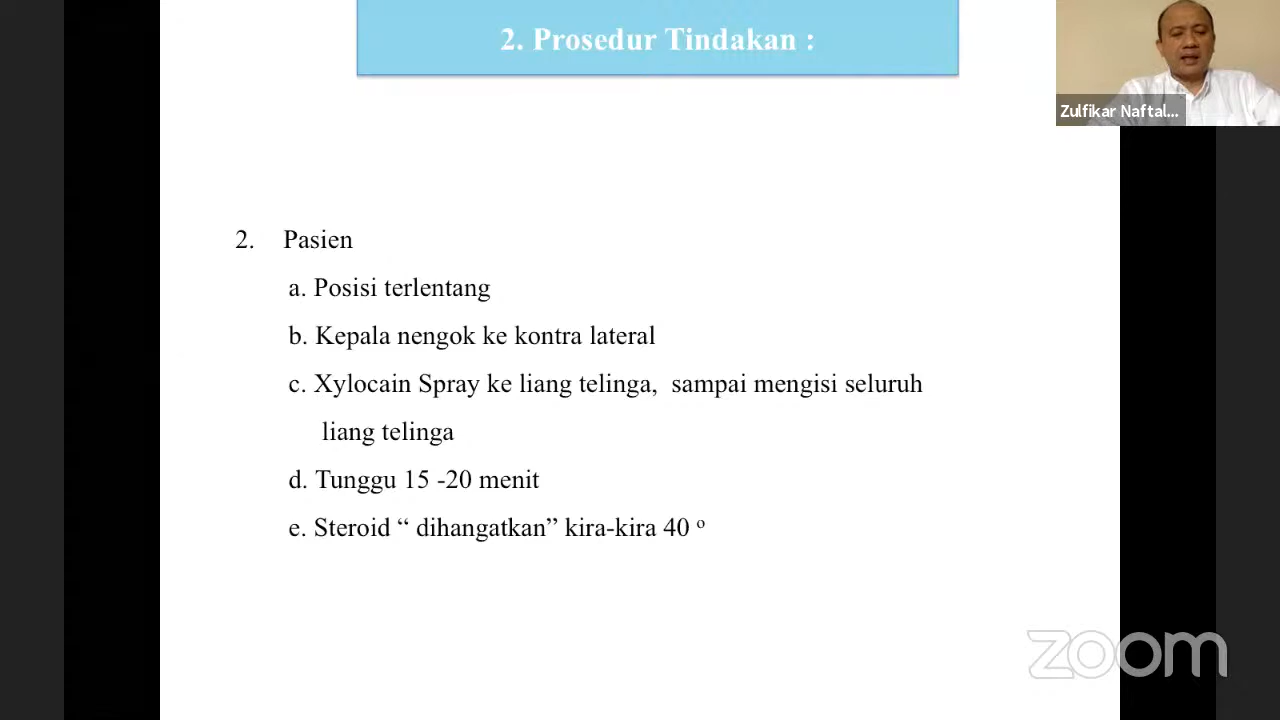 2. Prosedur Tindakan :
Zulfikar Naftal...
2. Pasien
a. Posisi terlentang
b. Kepala nengok ke kontra lateral
c. Xylocain Spray ke liang telinga, sampai mengisi seluruh
liang telinga
d. Tunggu 15 -20 menit
e. Steroid “ dihangatkan” kira-kira 40 º
zoom